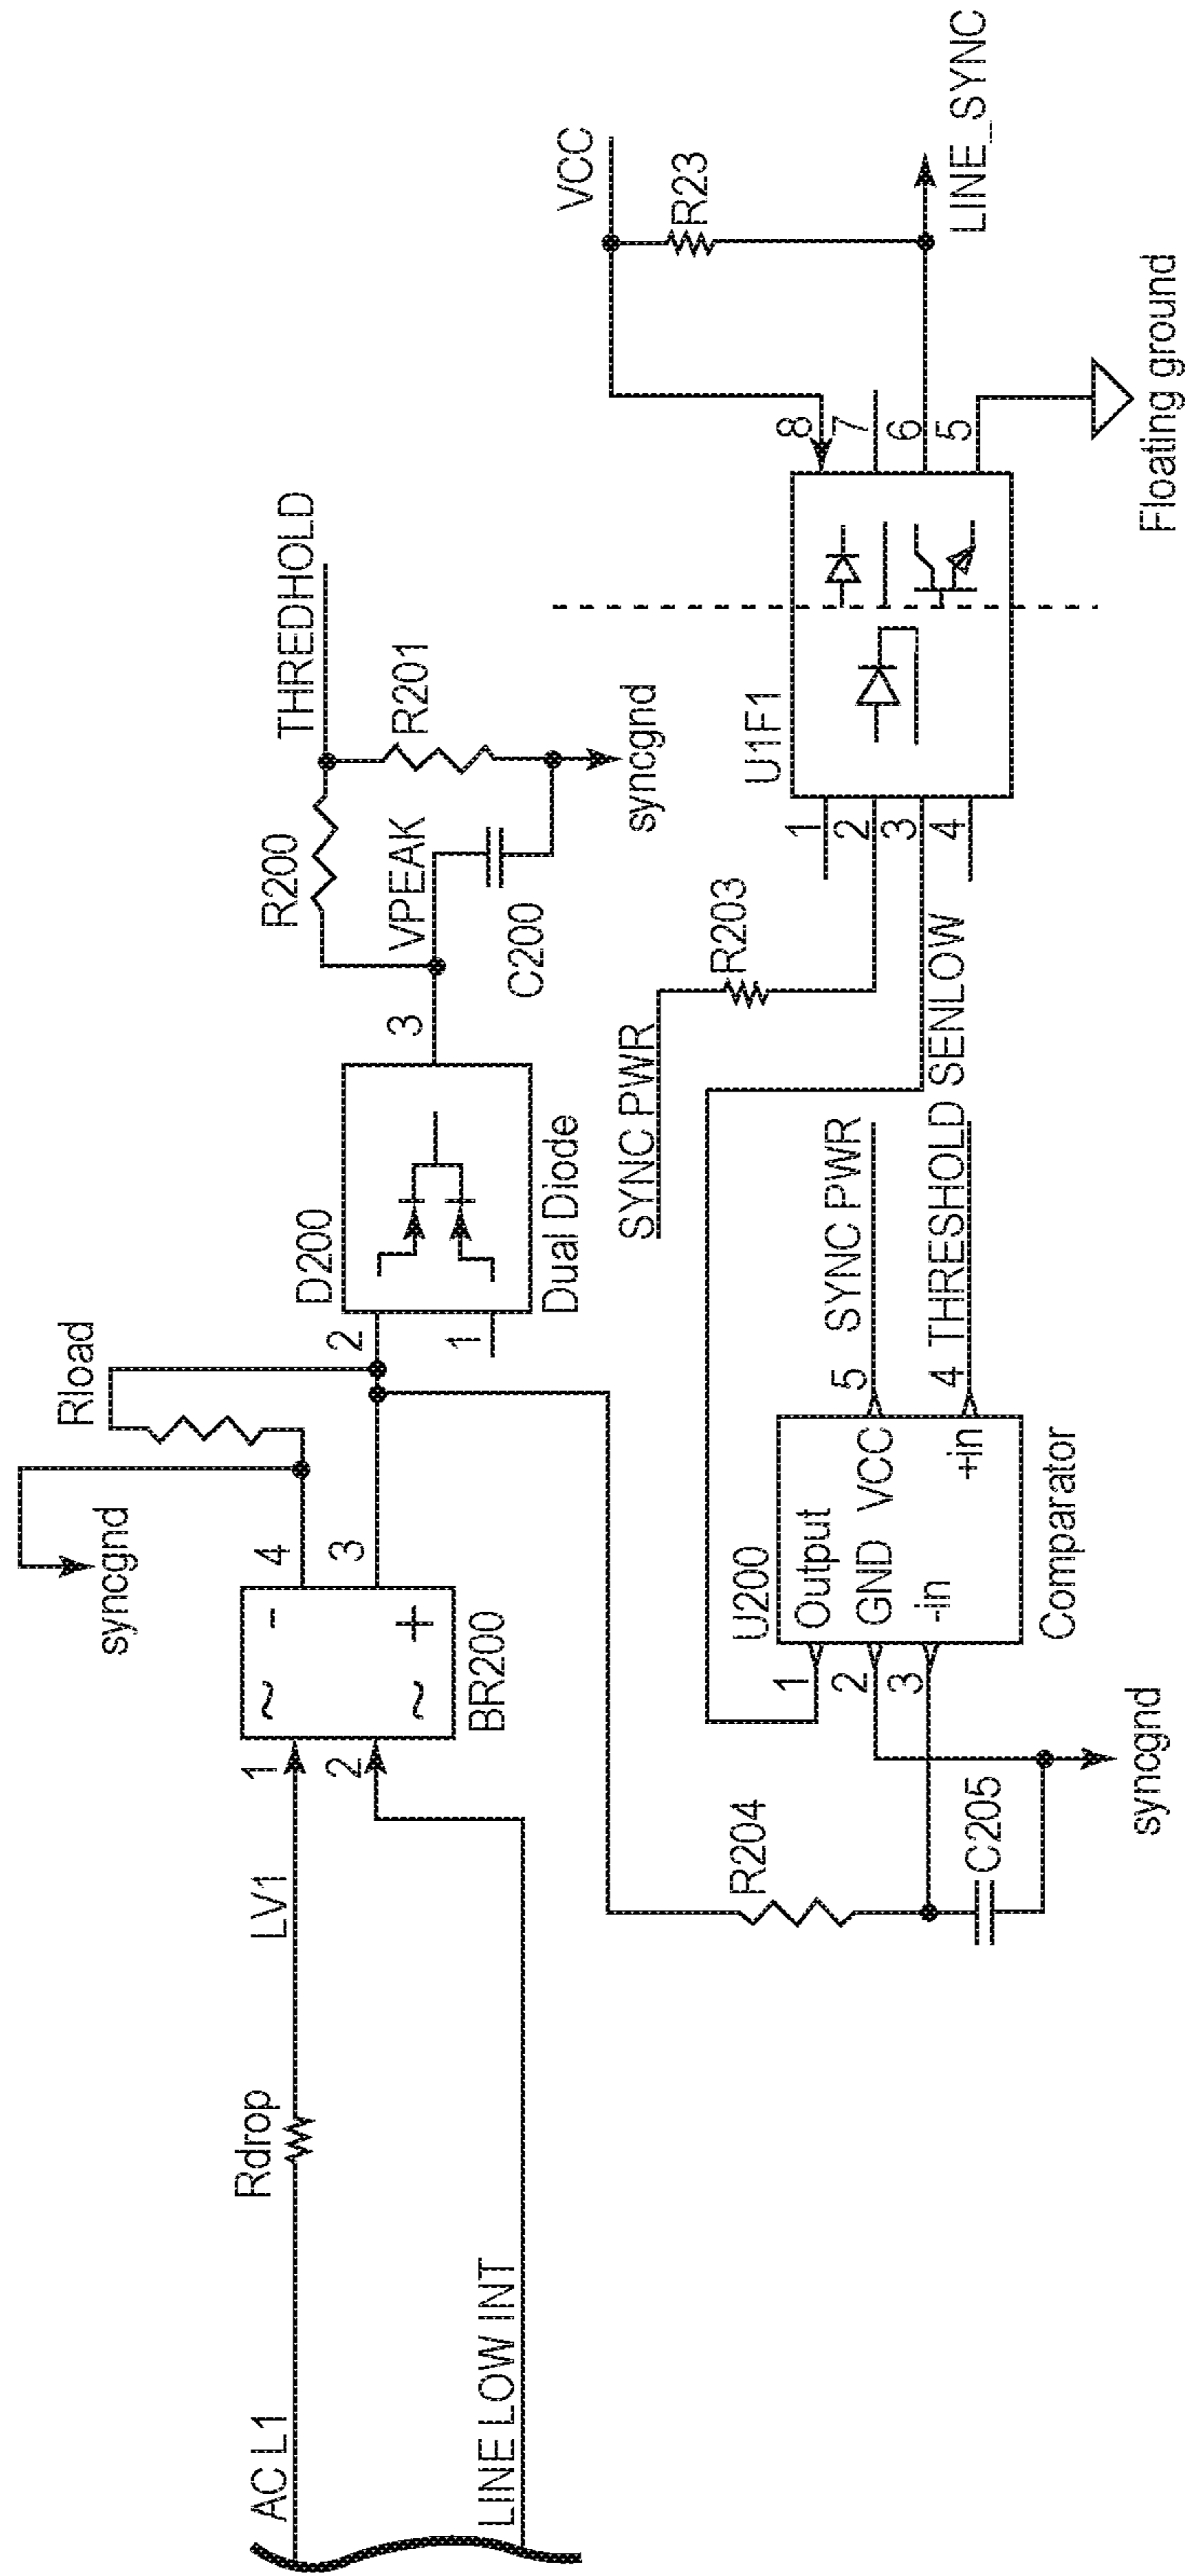 AC L1
Rdrop
LV1
LINE LOW INT
1
2
~ -
~ +
BR200
4
3
syncgnd
Rload
2
1
D200
Dual Diode
3
VPEAK
C200
R200
R201
THREDHOLD
syncgnd
R204
C205
syncgnd
1
2
3
U200
Output
GND VCC
-in +in
Comparator
5
SYNC PWR
4
THRESHOLD SENLOW
SYNC PWR
R203
1
2
3
4
U1F1
8
7
6
5
VCC
R23
LINE_SYNC
Floating ground